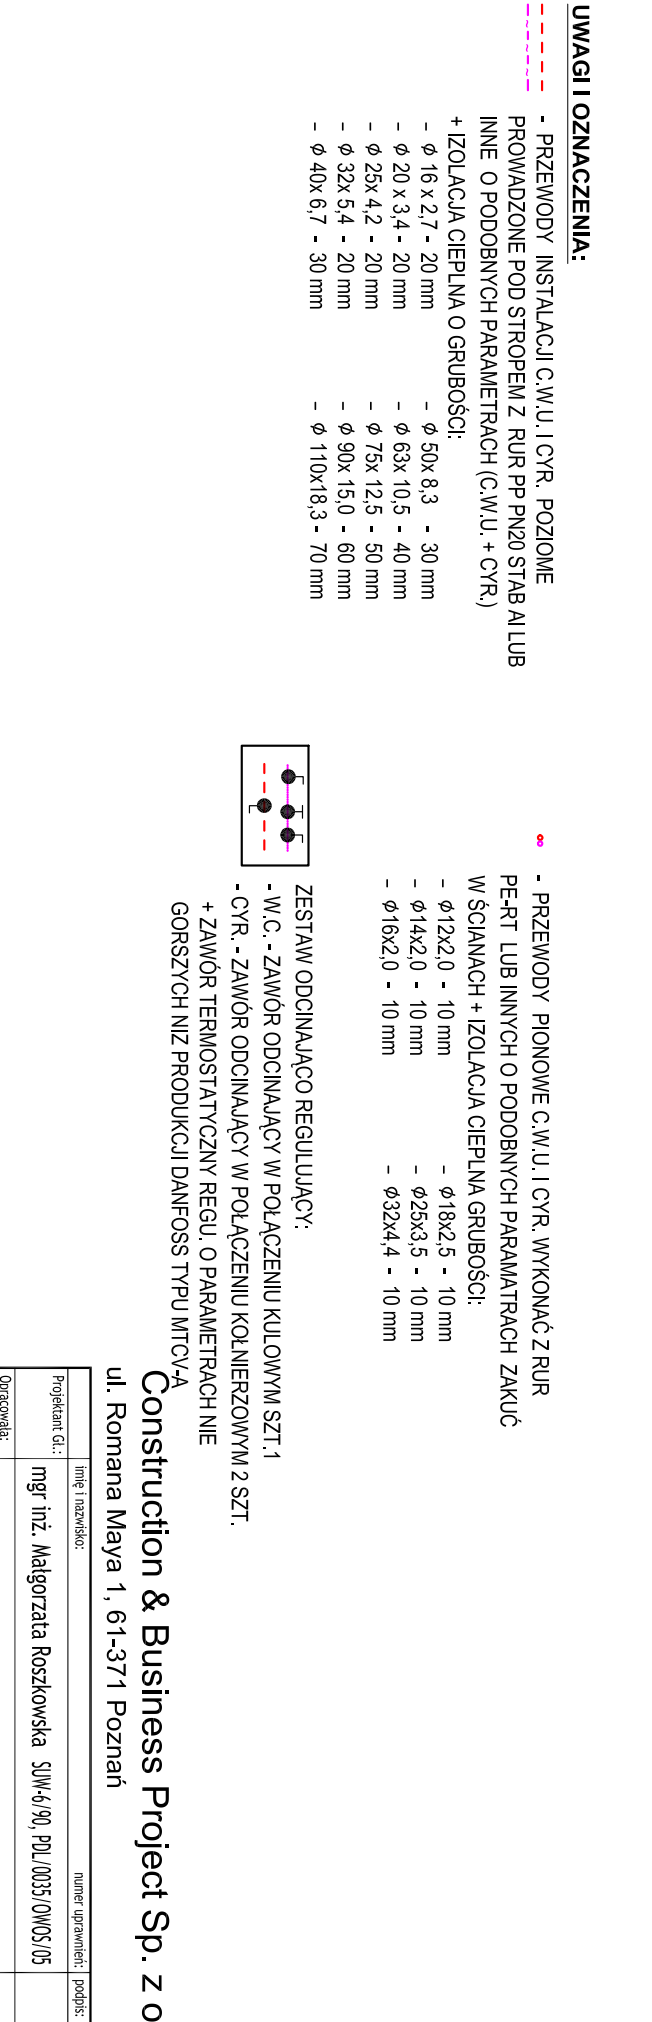 UWAGI I OZNACZENIA:
- PRZEWODY INSTALACJI C.W.U. I CYR. POZIOME
PROWADZONE POD STROPEM Z RUR PP PN20 STAB Al LUB
INNE O PODOBNYCH PARAMETRACH (C.W.U. + CYR.)
+ IZOLACJA CIEPLNA O GRUBOŚCI:
- ϕ 16 x 2,7 - 20 mm - ϕ 50x 8,3 - 30 mm
- ϕ 20 x 3,4 - 20 mm - ϕ 63x 10,5 - 40 mm
- ϕ 25x 4,2 - 20 mm - ϕ 75x 12,5 - 50 mm
- ϕ 32x 5,4 - 20 mm - ϕ 90x 15,0 - 60 mm
- ϕ 40x 6,7 - 30 mm - ϕ 110x18,3 - 70 mm
- PRZEWODY PIONOWE C.W.U. I CYR. WYKONAĆ Z RUR
PE-RT LUB INNYCH O PODOBNYCH PARAMATRACH ZAKUĆ
W ŚCIANACH + IZOLACJA CIEPLNA GRUBOŚCI:
- ϕ12x2,0 - 10 mm - ϕ18x2,5 - 10 mm
- ϕ14x2,0 - 10 mm - ϕ25x3,5 - 10 mm
- ϕ16x2,0 - 10 mm - ϕ32x4,4 - 10 mm
ZESTAW ODCINAJĄCO REGULUJĄCY:
- W.C. - ZAWÓR ODCINAJĄCY W POŁĄCZENIU KULOWYM SZT.1
- CYR. - ZAWÓR ODCINAJĄCY W POŁĄCZENIU KOŁNIERZOWYM 2 SZT.
+ ZAWÓR TERMOSTATYCZNY REGU. O PARAMETRACH NIE
GORSZYCH NIZ PRODUKCJI DANFOSS TYPU MTCV-A
Construction & Business Project Sp. z o
ul. Romana Maya 1, 61-371 Poznań
imię i nazwisko: numer uprawnień: podpis:
Projektant Gł.: mgr inż. Małgorzata Roszkowska SUW-6/90, PDL/0035/OWOS/05
Opracowała: